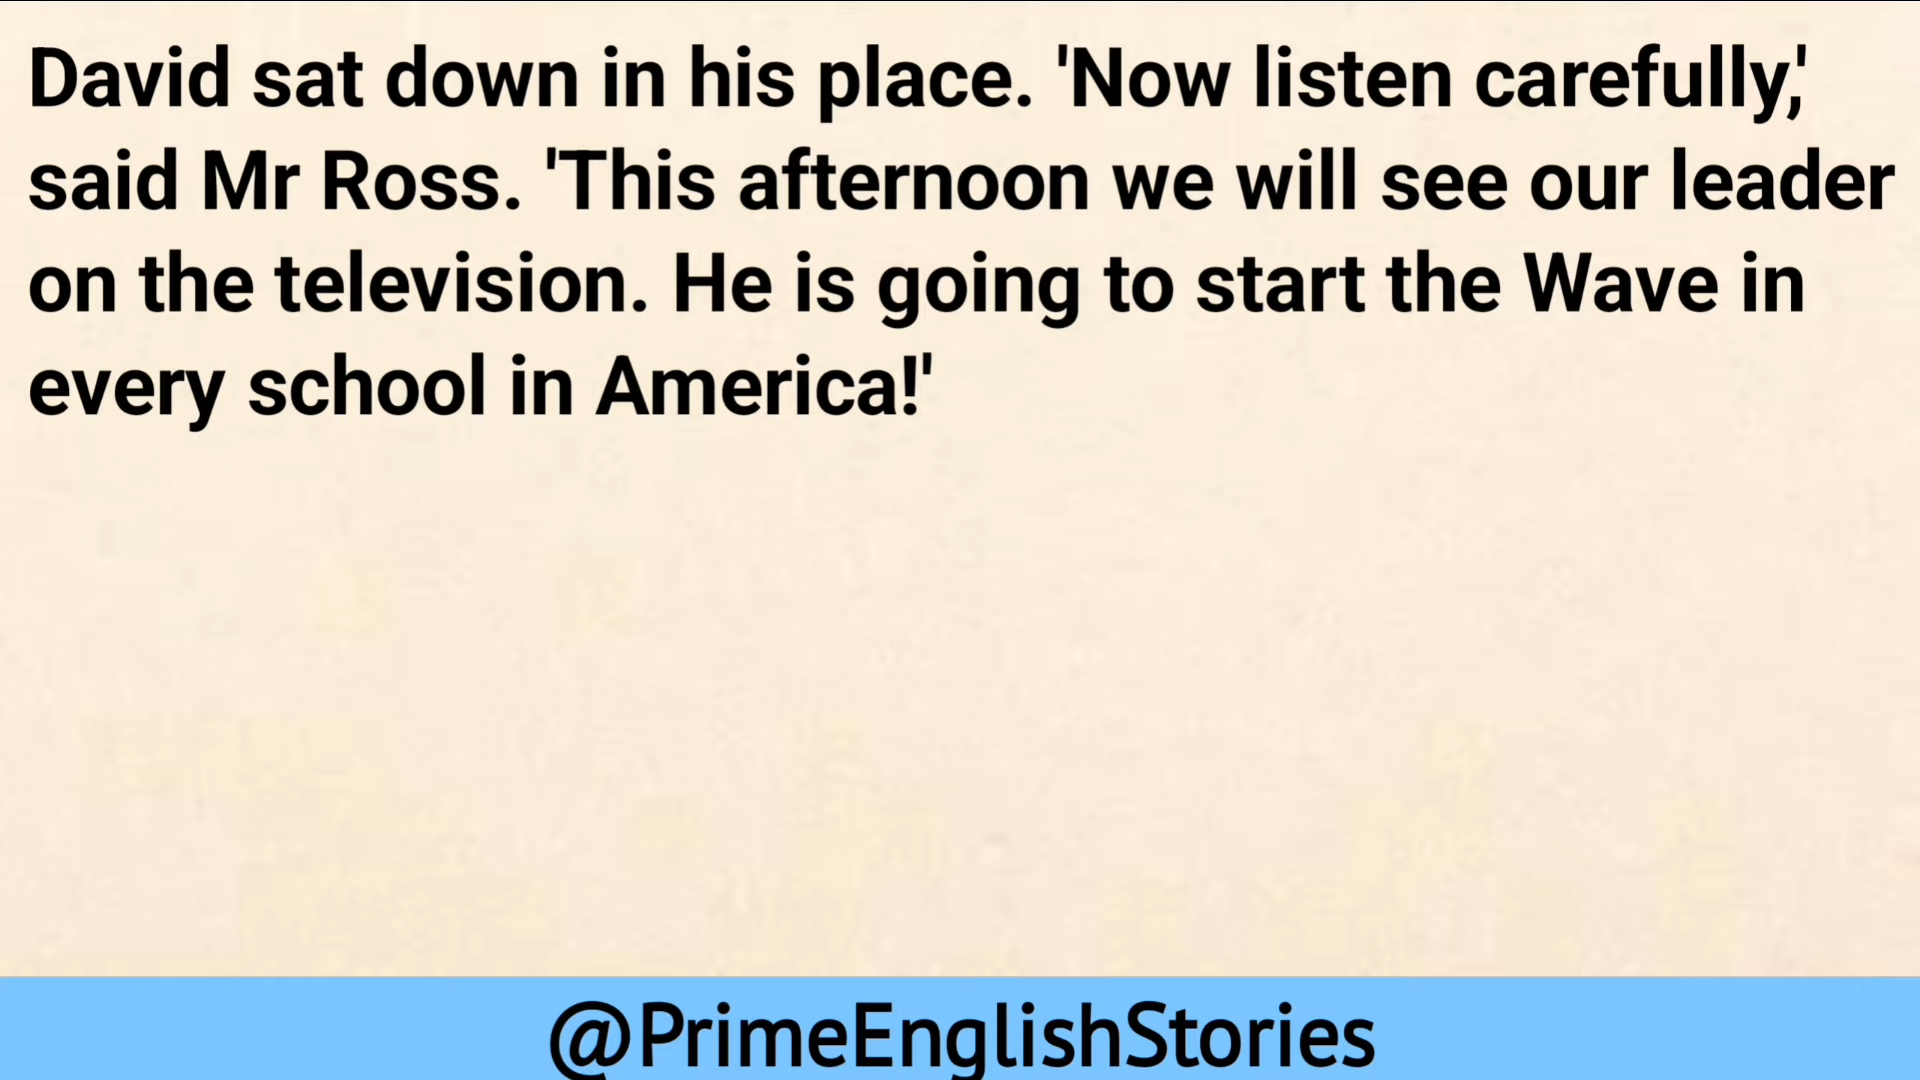 David sat down in his place. 'Now listen carefully,'
said Mr Ross. 'This afternoon we will see our leader
on the television. He is going to start the Wave in
every school in America!'
@PrimeEnglishStories